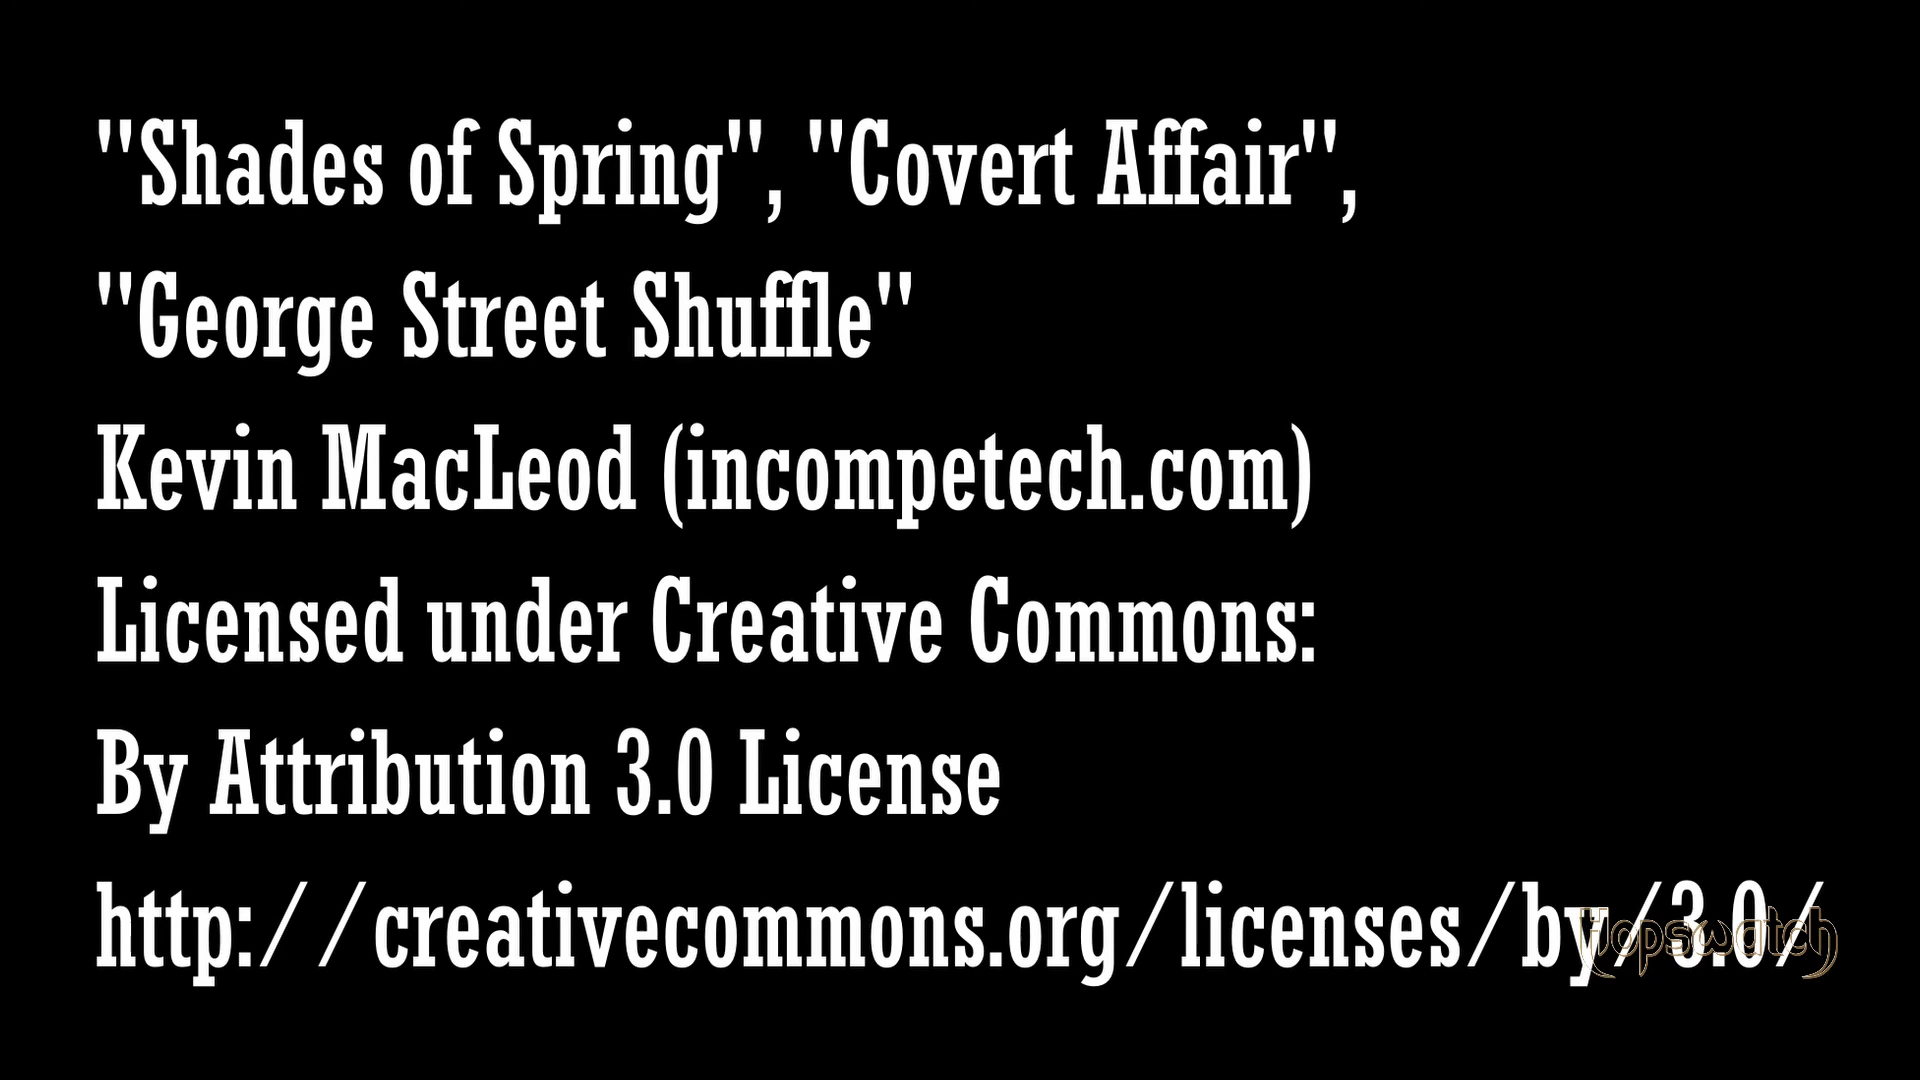 "Shades of Spring", "Covert Affair",
"George Street Shuffle"
Kevin MacLeod (incompetech.com)
Licensed under Creative Commons:
By Attribution 3.0 License
http://creativecommons.org/licenses/by/3.0/
Hopswatch